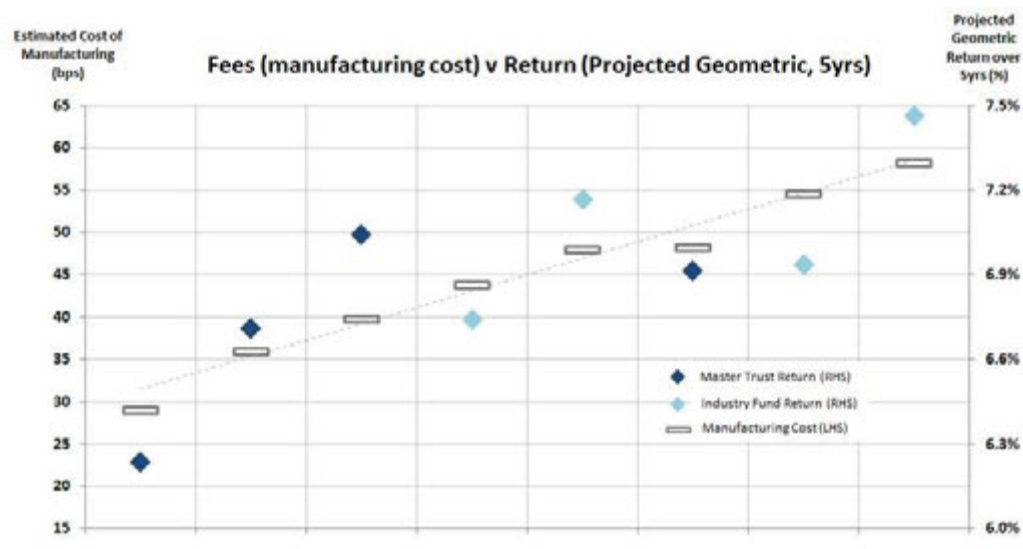 Estimated Cost of
Manufacturing
(bps)
Fees (manufacturing cost) v Return (Projected Geometric, 5yrs)
Projected
Geometric
Return over
5yrs (%)
65
60
55
50
45
40
35
30
25
20
15
7.5%
7.2%
6.9%
6.6%
6.3%
6.0%
Master Trust Return (RHS)
Industry Fund Return (RHS)
Manufacturing Cost (LHS)